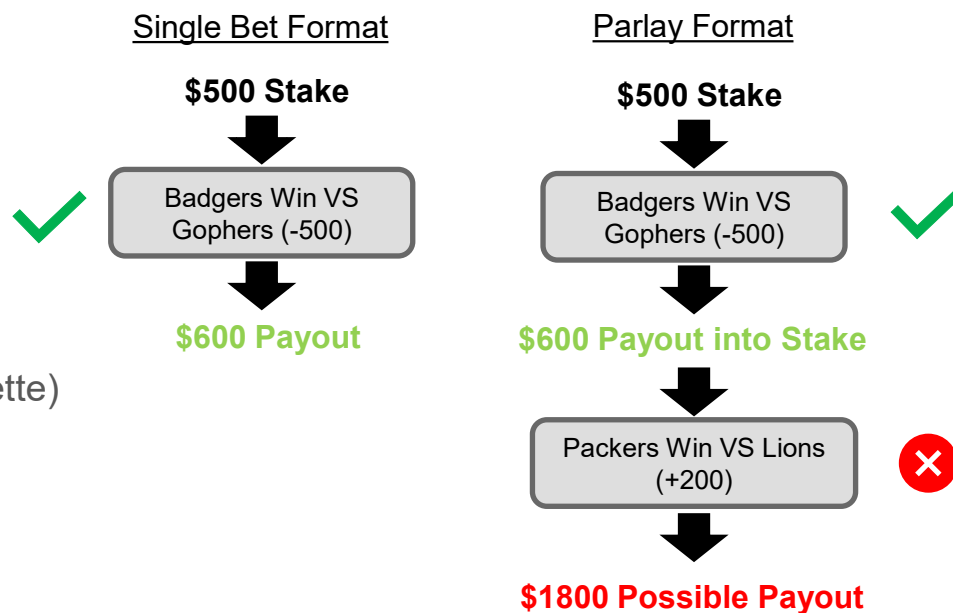 Single Bet Format
$500 Stake
Badgers Win VS
Gophers (-500)
$600 Payout
ette)
Parlay Format
$500 Stake
Badgers Win VS
Gophers (-500)
$600 Payout into Stake
Packers Win VS Lions
(+200)
$1800 Possible Payout